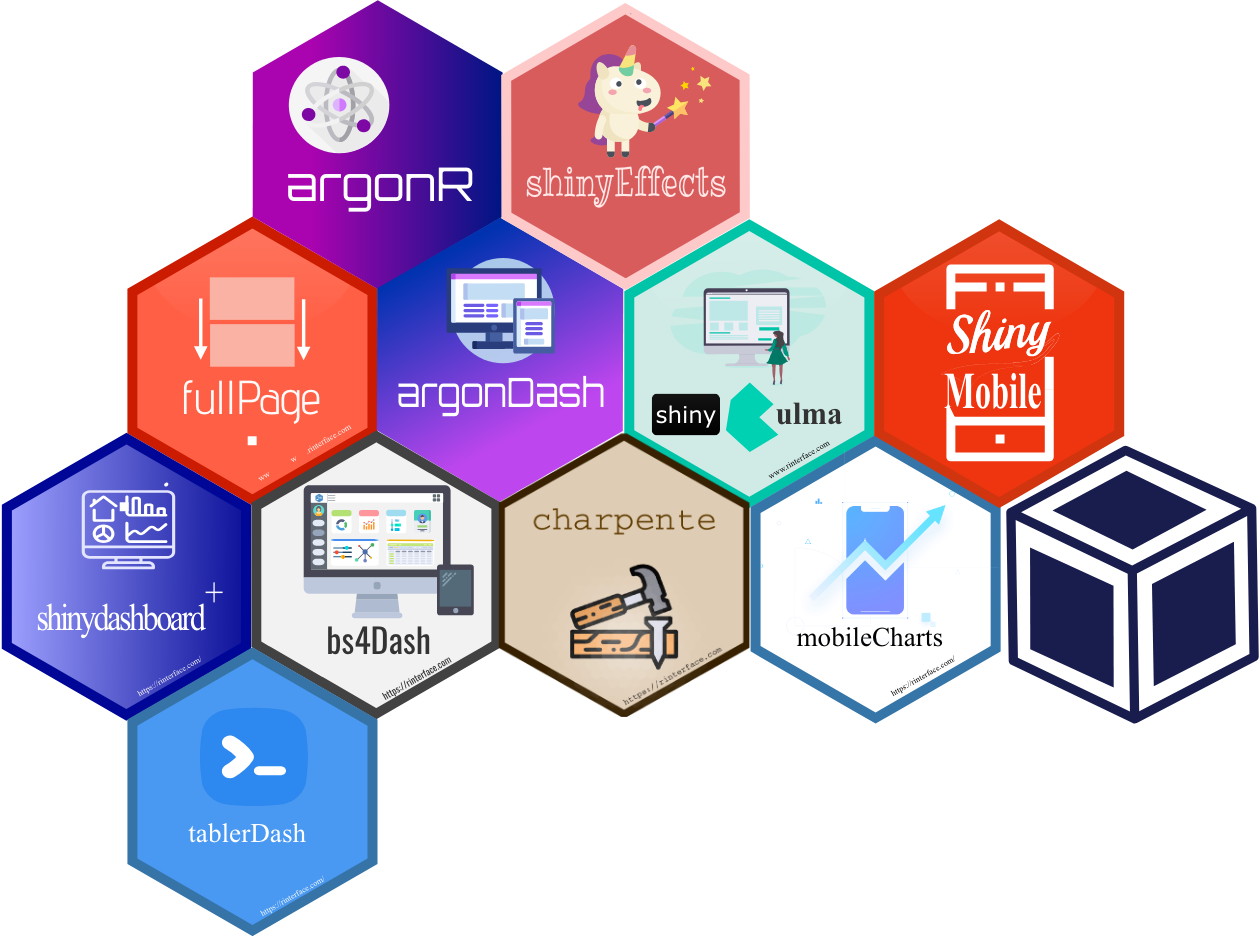 argonR
shinyEffects
fullPage
ww w .rinterface.com
argonDash
shiny
ulma
www.rinterface.com
Shiny
Mobile
shinydashboard+
https://rinterface.com/
bs4Dash
https://rinterface.com
charpente
https://rinterface.com
mobileCharts
https://rinterface.com/
tablerDash
https://rinterface.com/